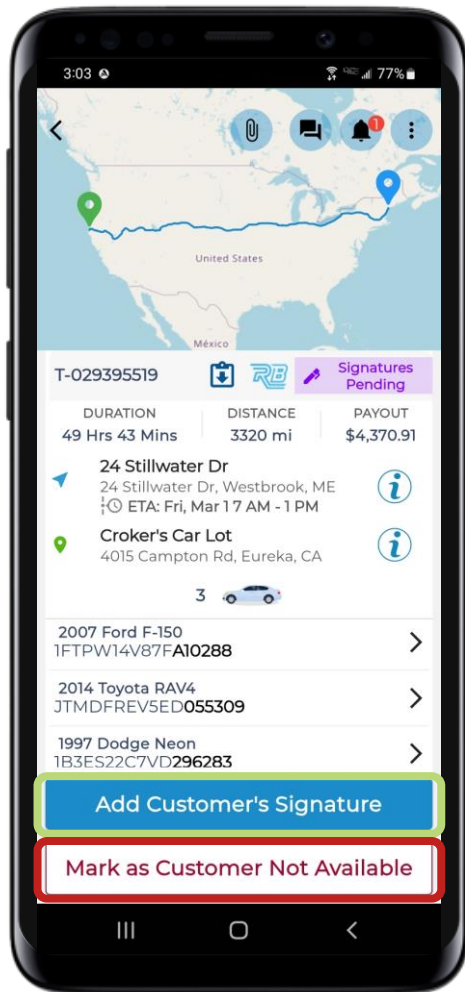 3:03
77%
1
United States
México
T-029395519
RB
Signatures
Pending
DURATION
DISTANCE
PAYOUT
49 Hrs 43 Mins
3320 mi
$4,370.91
24 Stillwater Dr
24 Stillwater Dr, Westbrook, ME
ETA: Fri, Mar 17 AM - 1 PM
i
Croker's Car Lot
4015 Campton Rd, Eureka, CA
i
3
2007 Ford F-150
1FTPW14V87FA10288
2014 Toyota RAV4
JTMDFREV5ED055309
1997 Dodge Neon
1B3ES22C7VD296283
Add Customer's Signature
Mark as Customer Not Available